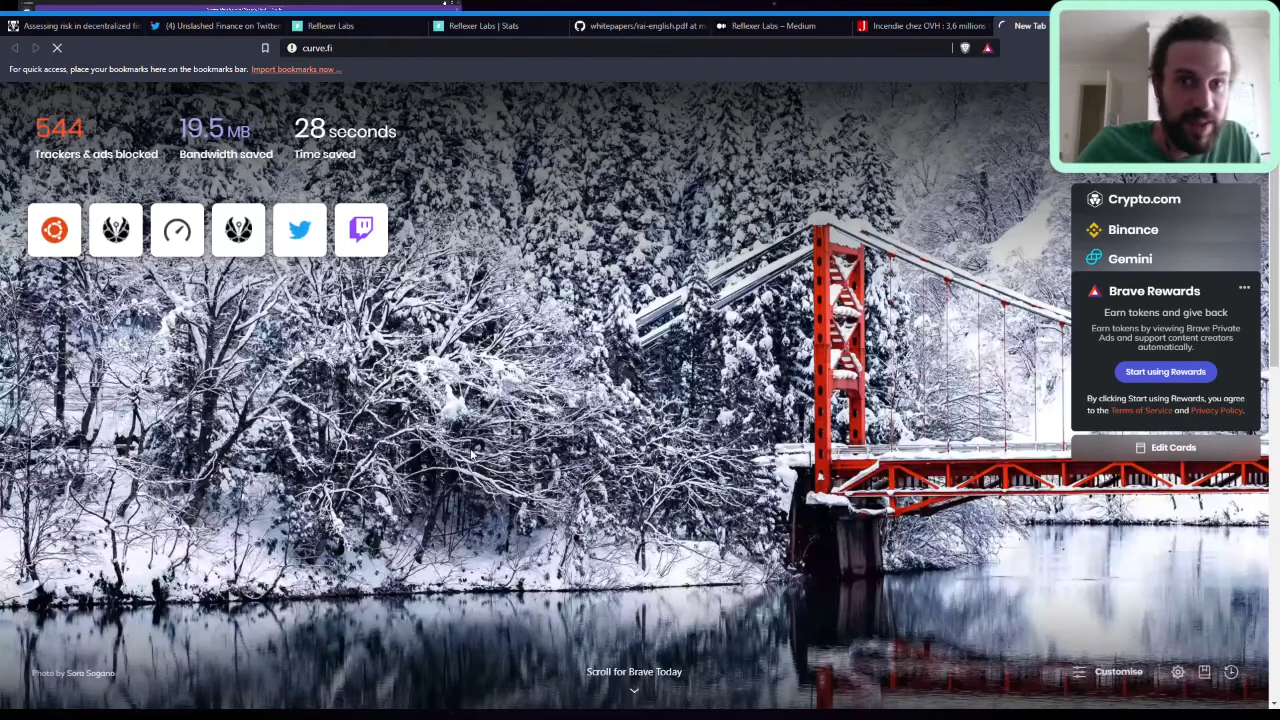 Assessing risk in decentralized fi
(4) Unslashed Finance on Twitter
Reflexer Labs
Reflexer Labs | Stats
whitepapers/rai-english.pdf at m
Reflexer Labs – Medium
Incendie chez OVH : 3,6 millions
New Tab
curve.fi
For quick access, place your bookmarks here on the bookmarks bar. Import bookmarks now ...
544
Trackers & ads blocked
19.5 MB
Bandwidth saved
28 seconds
Time saved
Crypto.com
Binance
Gemini
Brave Rewards
Earn tokens and give back
Earn tokens by viewing Brave Private
Ads and support content creators
automatically.
Start using Rewards
By clicking Start using Rewards, you agree
to the Terms of Service and Privacy Policy.
Edit Cards
Photo by Sora Sagano
Scroll for Brave Today
Customise